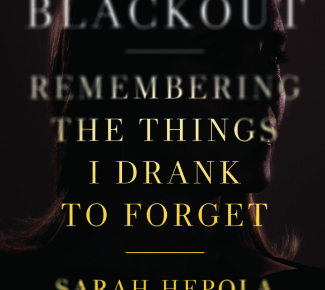 BLACKOUT
REMEMBERING
THE THINGS
I DRANK
TO FORGET
SARAH HEPOLA